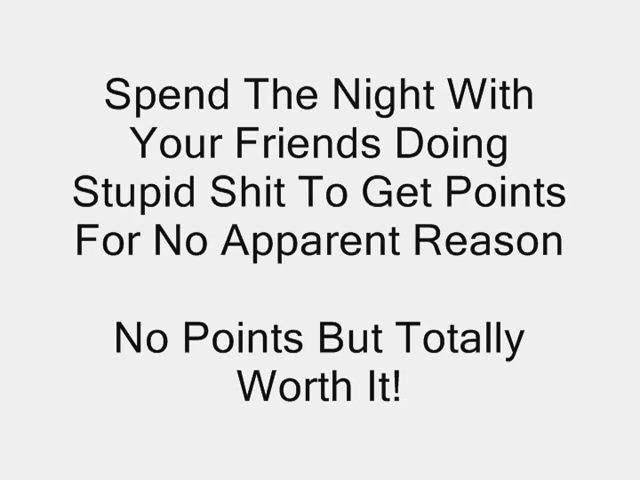 Spend The Night With
Your Friends Doing
Stupid Shit To Get Points
For No Apparent Reason
No Points But Totally
Worth It!